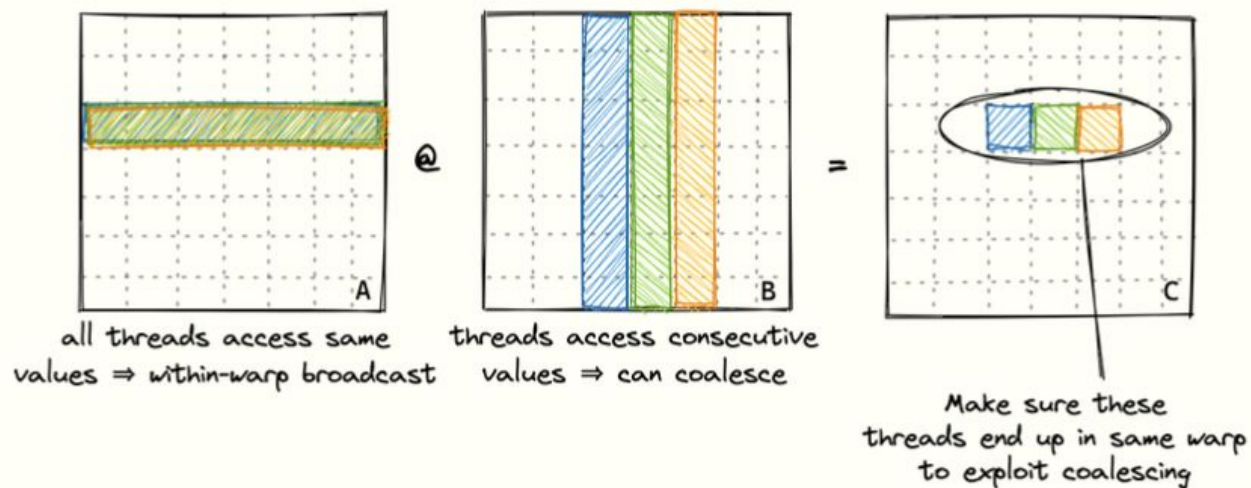 A
@
B
=
C
all threads access same
values ⇒ within-warp broadcast
threads access consecutive
values ⇒ can coalesce
Make sure these
threads end up in same warp
to exploit coalescing